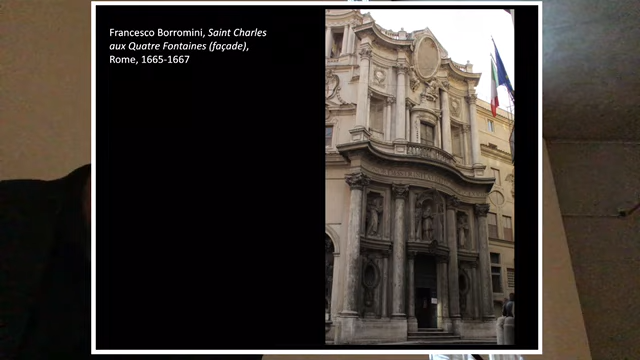 Francesco Borromini, Saint Charles
aux Quatre Fontaines (façade),
Rome, 1665-1667